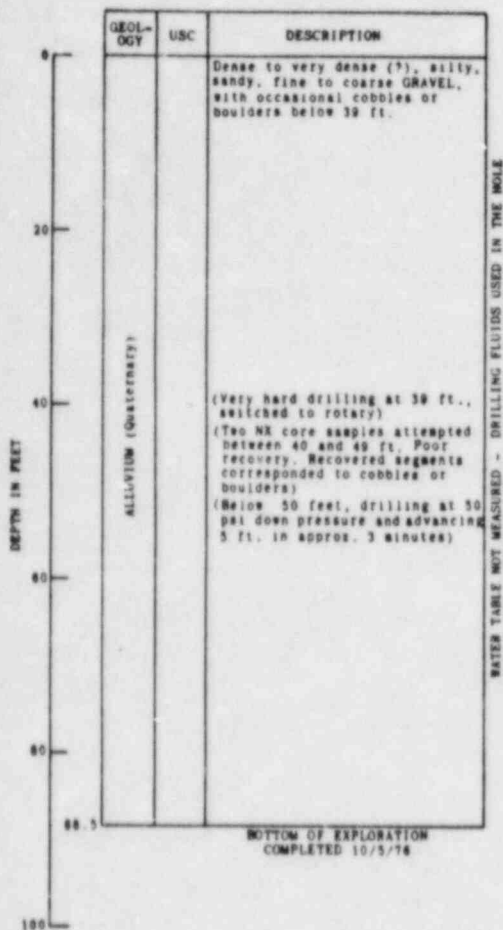 GEOL-
OGY
USC
DESCRIPTION
0
Dense to very dense (?), silty,
sandy, fine to coarse GRAVEL,
with occasional cobbles or
boulders below 39 ft.
20
(Very hard drilling at 39 ft.,
switched to rotary)
40
(Two NX core samples attempted
between 40 and 49 ft. Poor
recovery. Recovered segments
corresponded to cobbles or
boulders)
(Below 50 feet, drilling at 50
psi down pressure and advancing
5 ft. in approx. 3 minutes)
60
80
88.5
BOTTOM OF EXPLORATION
COMPLETED 10/5/76
100
DEPTH IN FEET
ALLUVIUM (Quaternary)
WATER TABLE NOT MEASURED - DRILLING FLUIDS USED IN THE HOLE